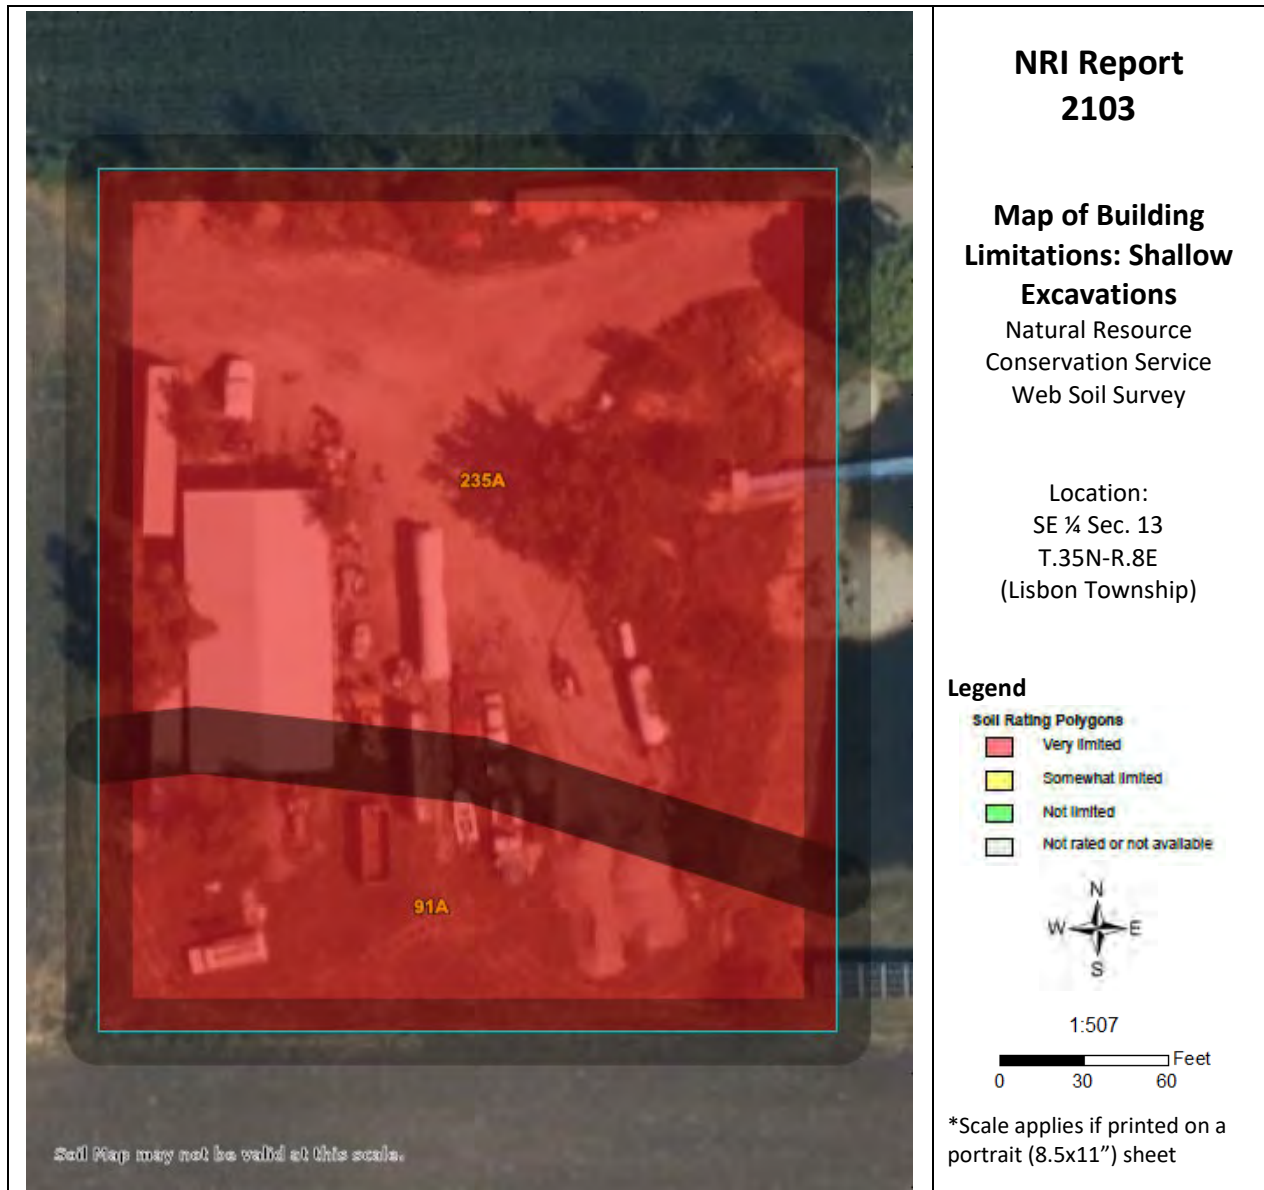 235A
91A
Soil Map may not be valid at this scale.
NRI Report
2103
Map of Building
Limitations: Shallow
Excavations
Natural Resource
Conservation Service
Web Soil Survey
Location:
SE ¼ Sec. 13
T.35N-R.8E
(Lisbon Township)
Legend
Soil Rating Polygons
Very limited
Somewhat limited
Not limited
Not rated or not available
N
W E
S
1:507
Feet
0 30 60
*Scale applies if printed on a
portrait (8.5x11”) sheet